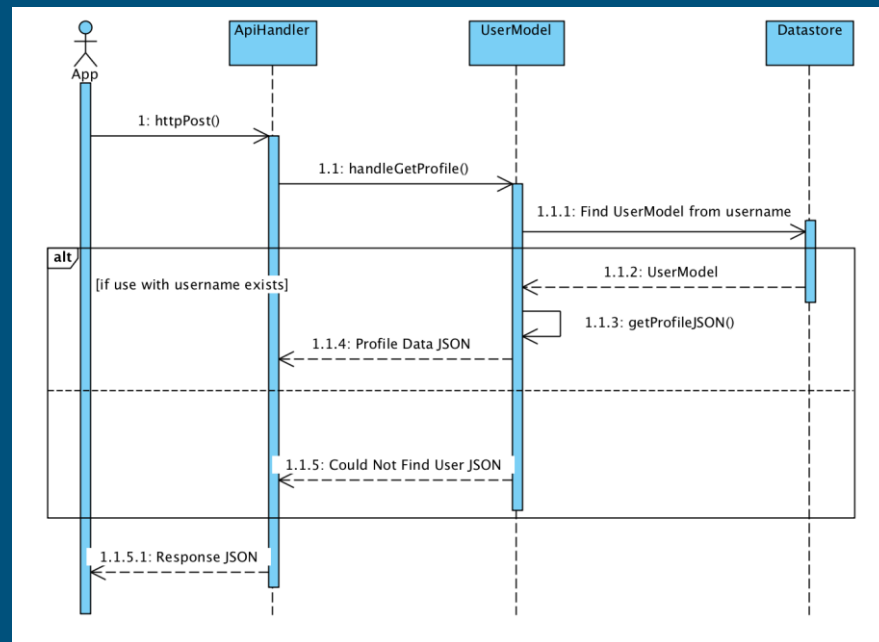 ApiHandler
UserModel
Datastore
App
1: httpPost()
1.1: handleGetProfile()
1.1.1: Find UserModel from username
alt
1.1.2: UserModel
[if use with username exists]
1.1.3: getProfileJSON()
1.1.4: Profile Data JSON
1.1.5: Could Not Find User JSON
1.1.5.1: Response JSON